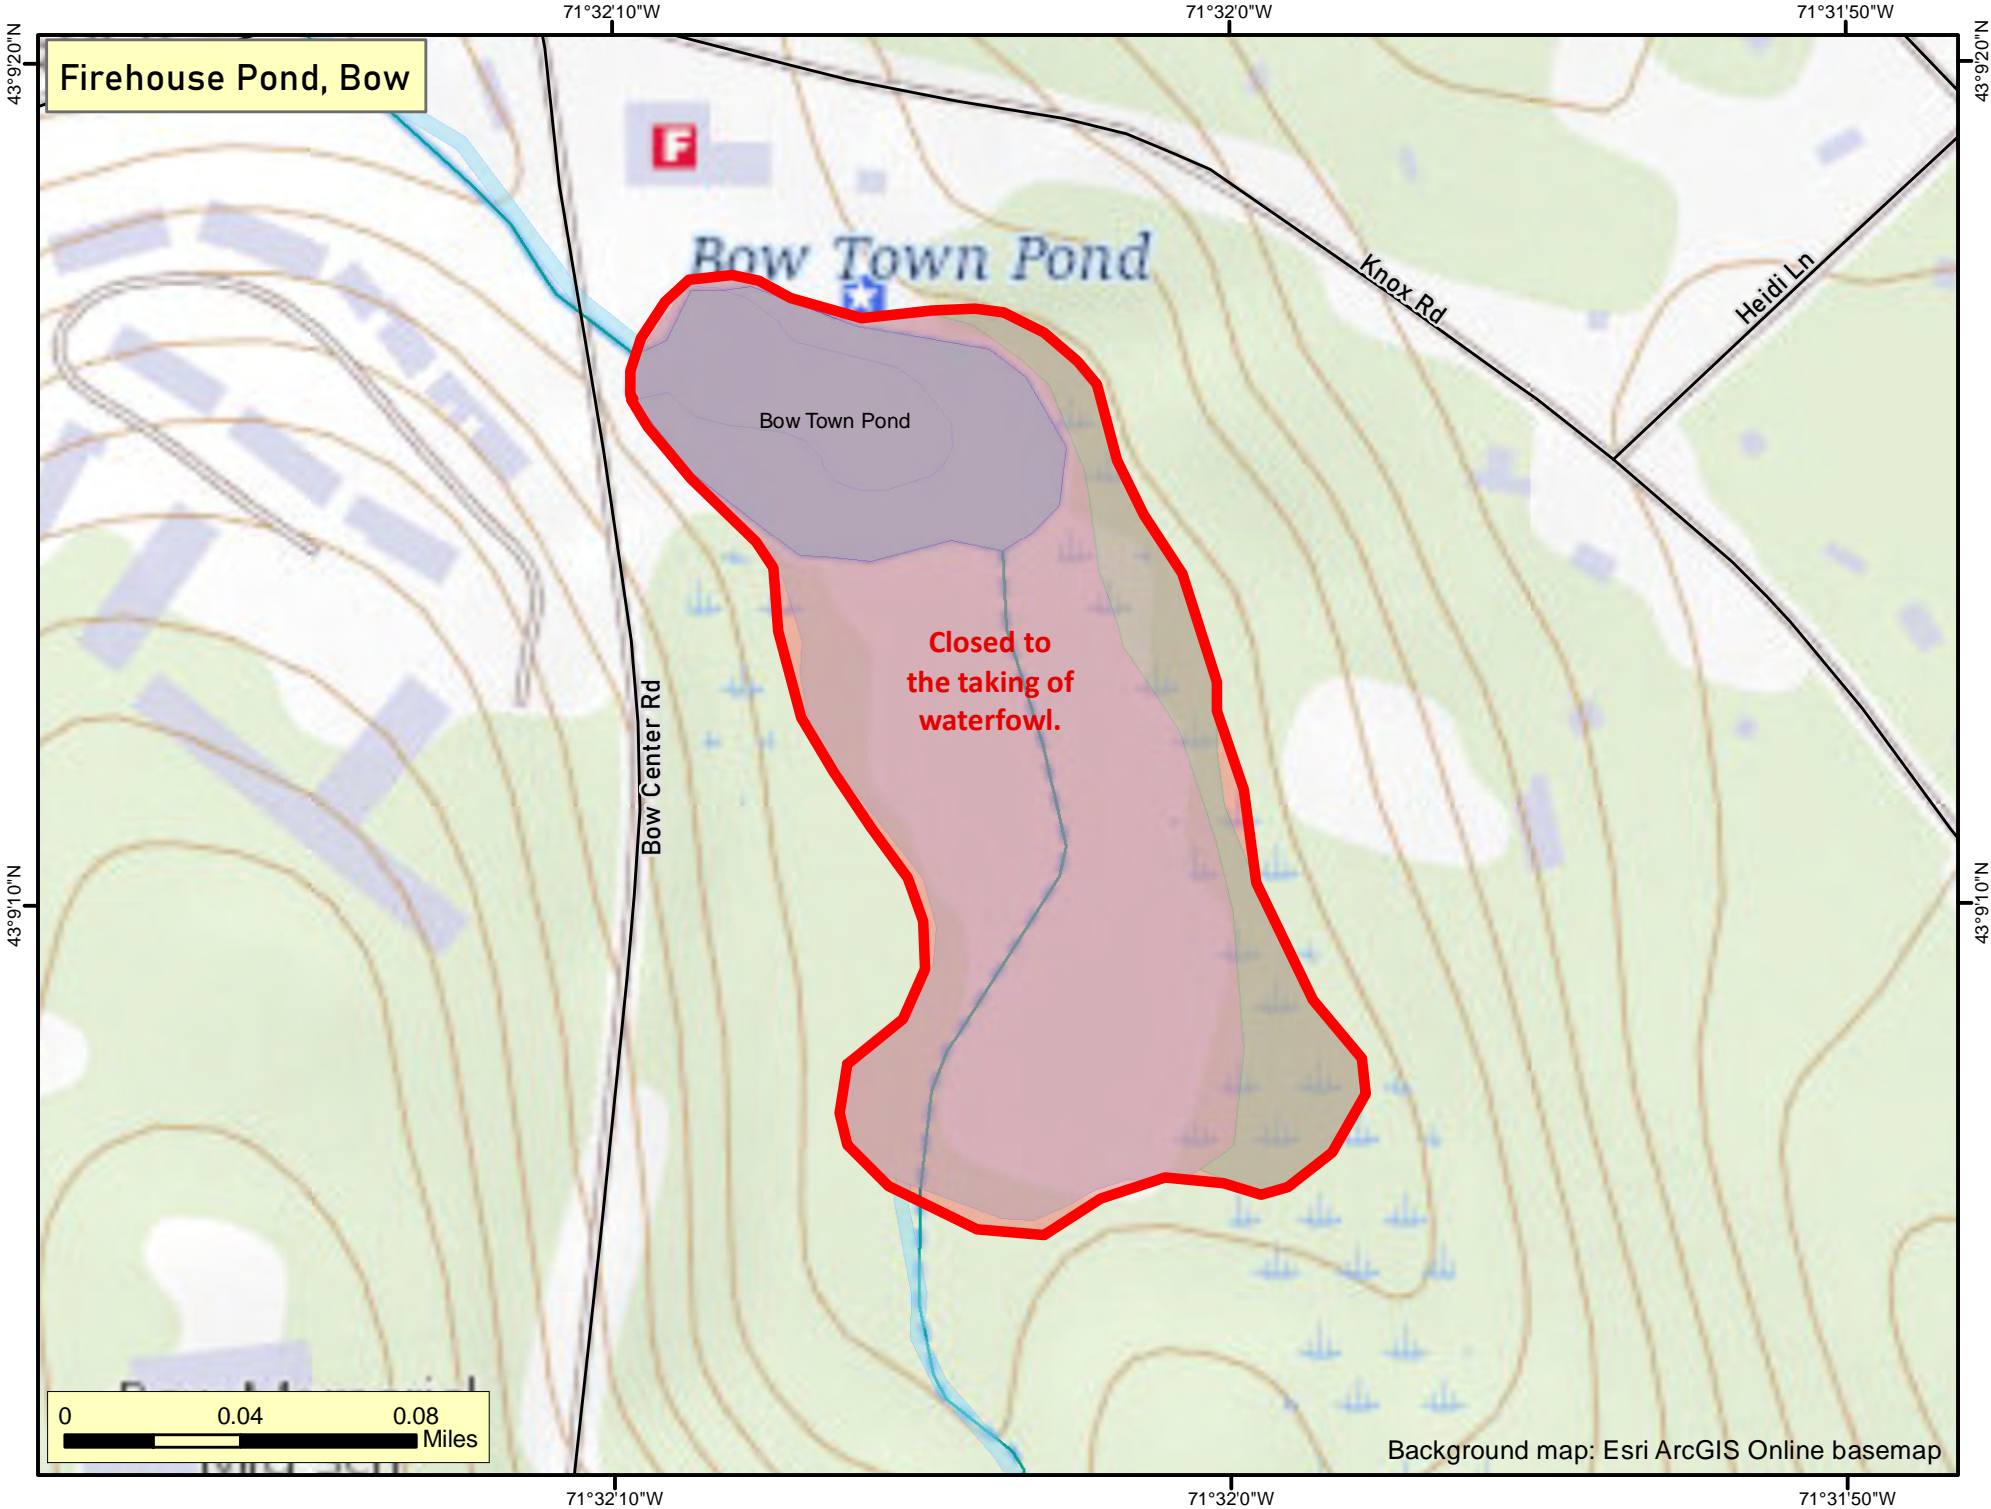 71°32'10"W
71°32'0"W
71°31'50"W
43°9'20"N
43°9'20"N
Firehouse Pond, Bow
F
Bow Town Pond
Knox Rd
Heidi Ln
Bow Town Pond
Closed to
the taking of
waterfowl.
Bow Center Rd
43°9'10"N
43°9'10"N
0 0.04 0.08
Miles
Background map: Esri ArcGIS Online basemap
71°32'10"W
71°32'0"W
71°31'50"W